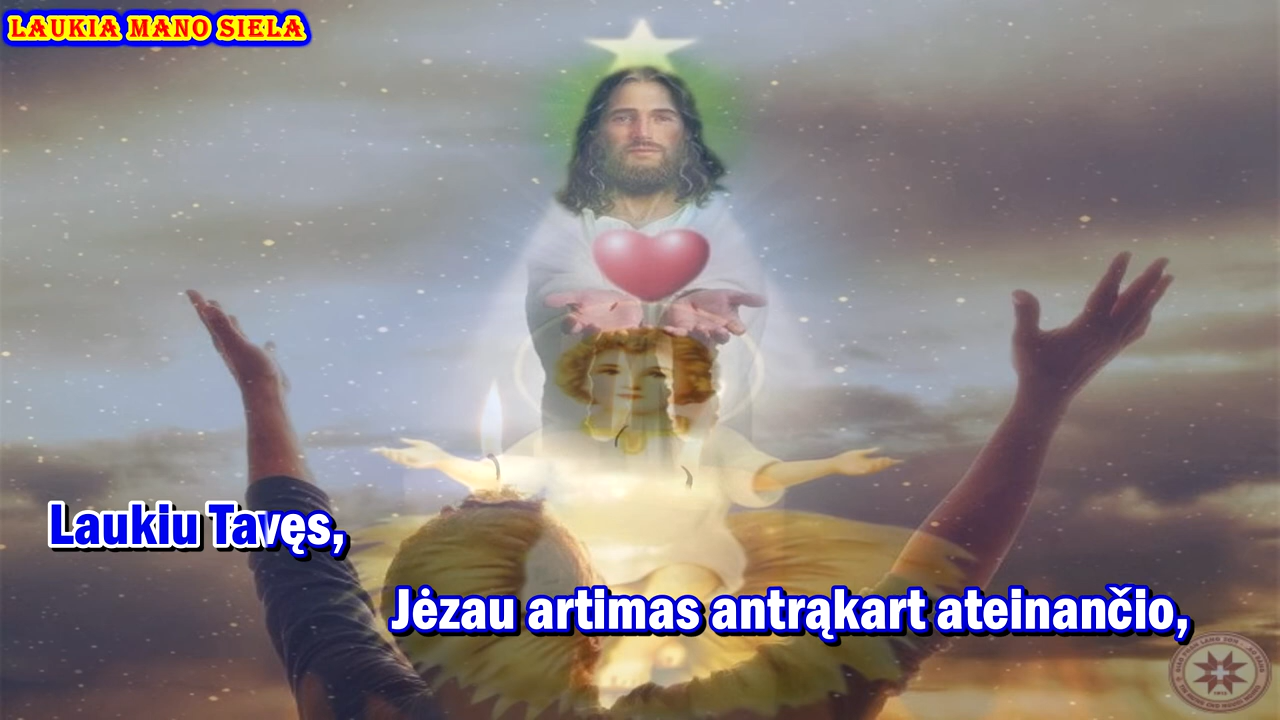 LAUKIA MANO SIELA
Laukiu Tavęs,
Jėzau artimas antrąkart ateinančio,